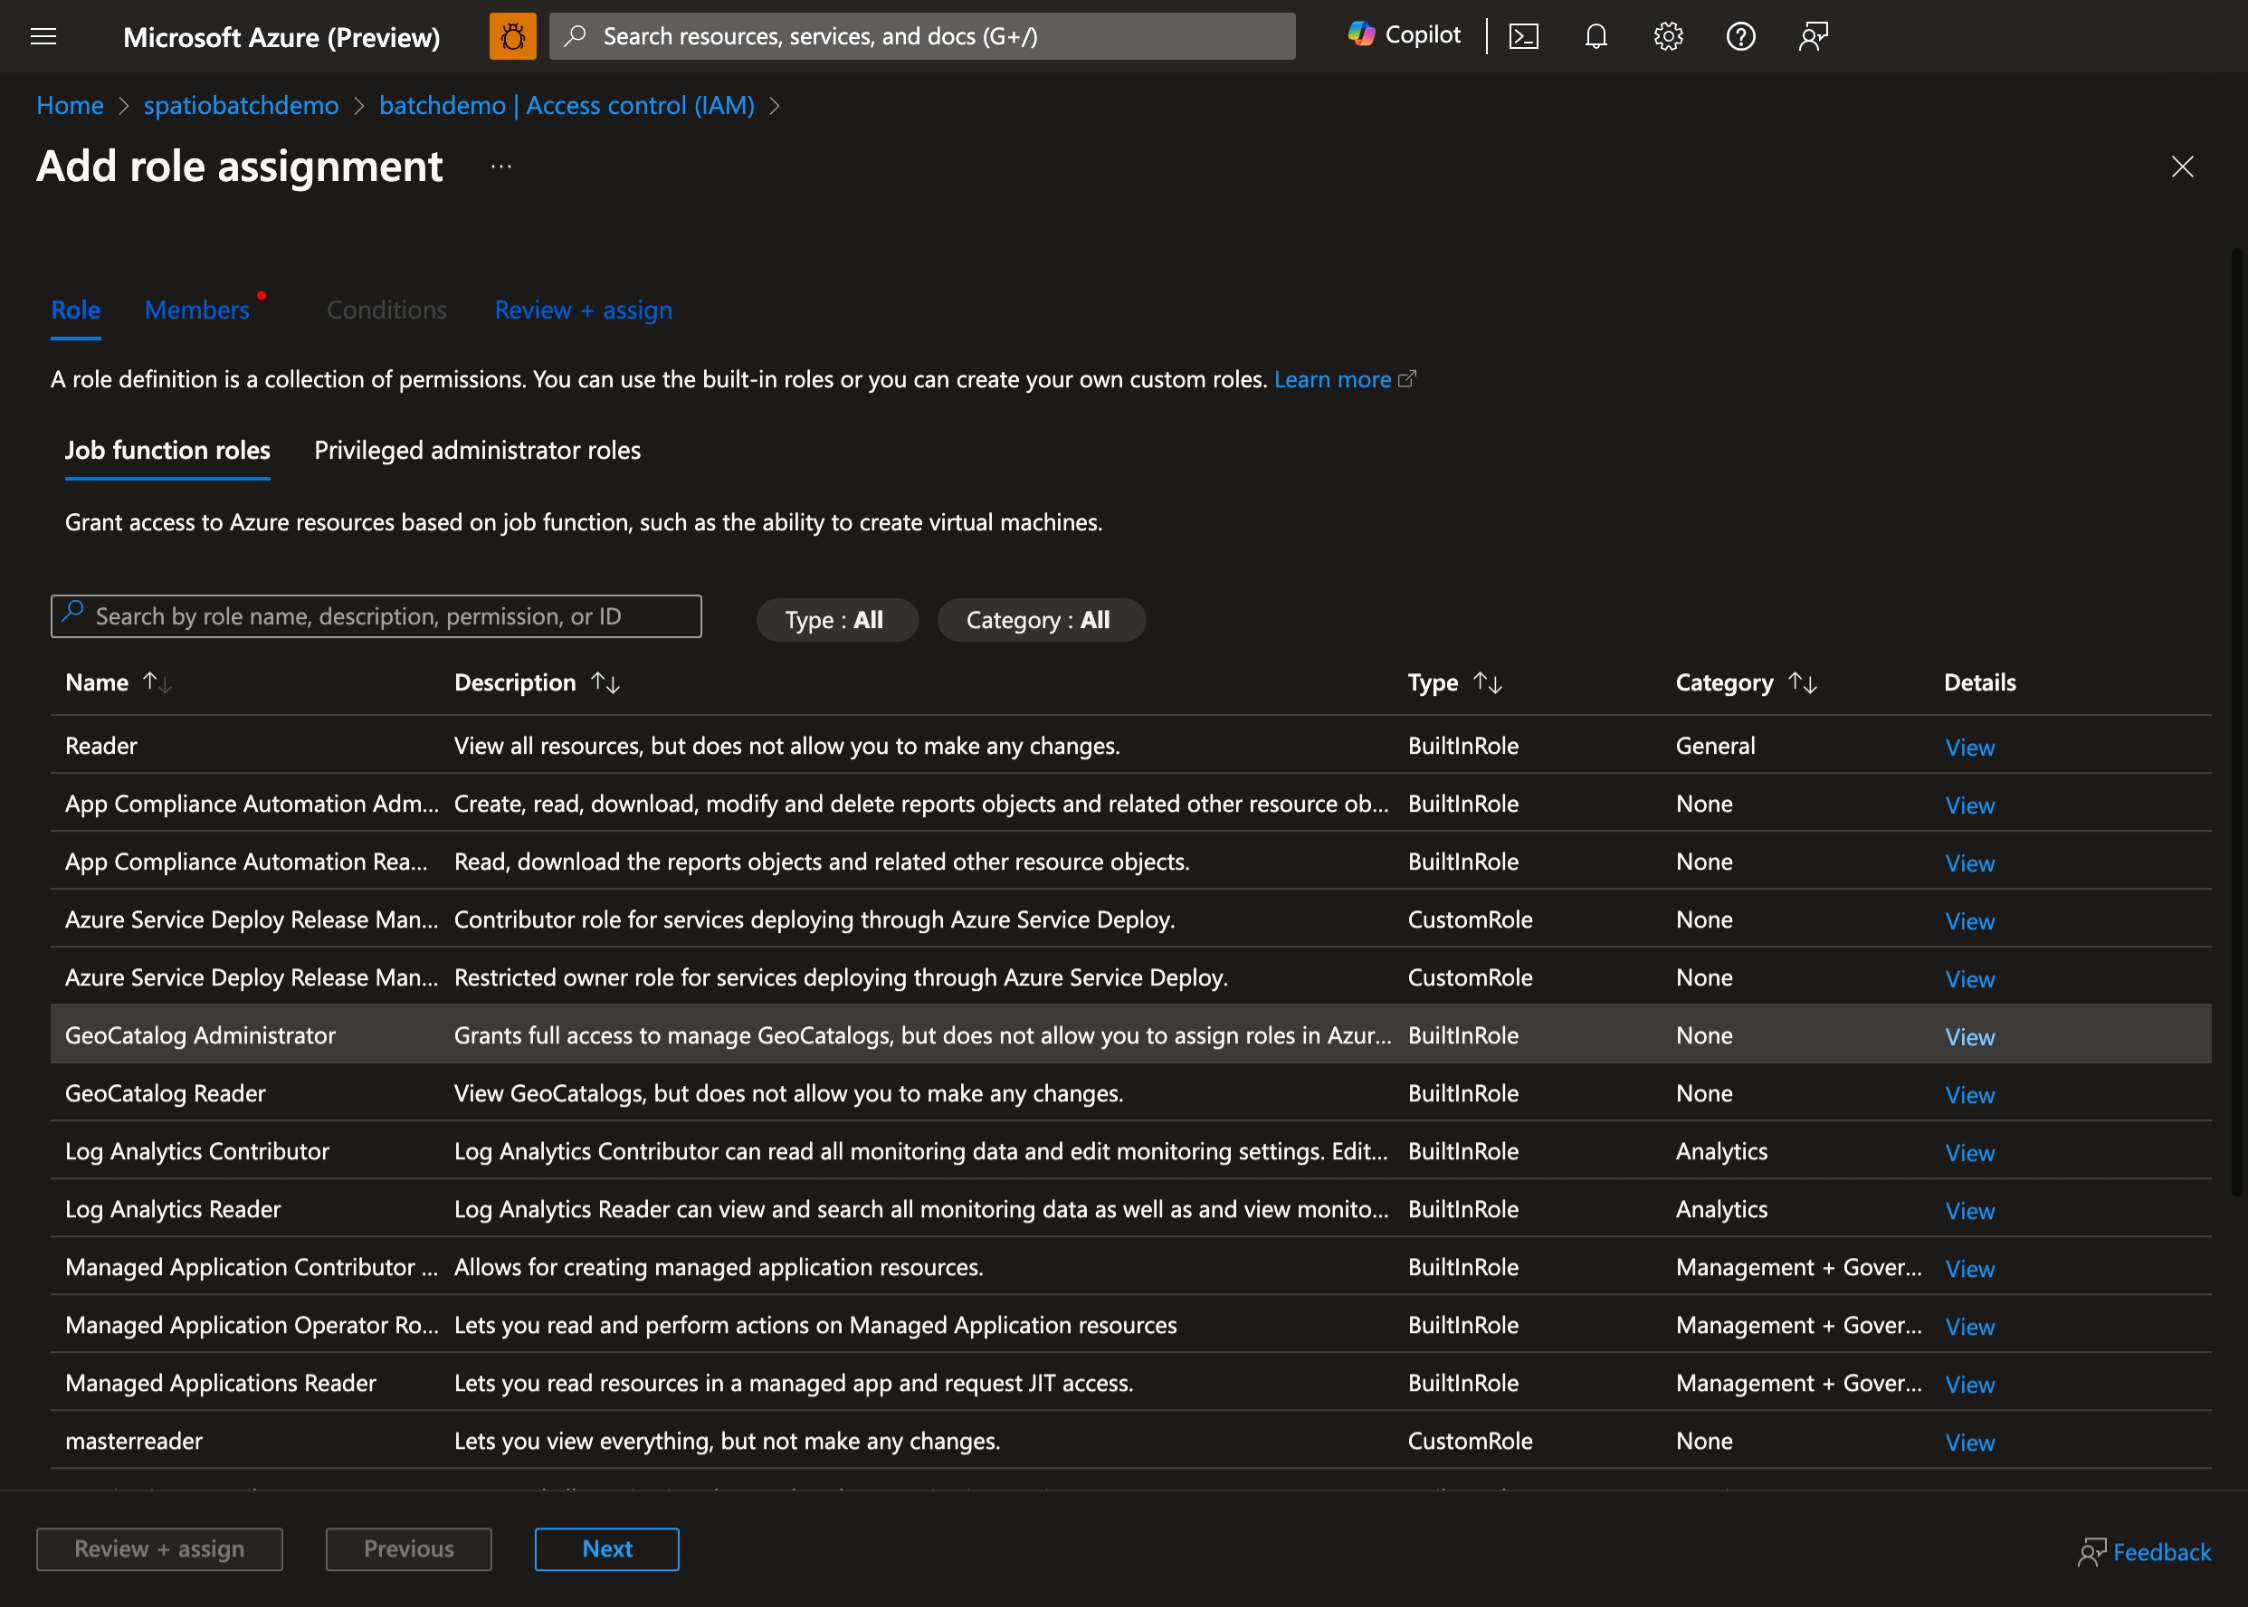 Microsoft Azure (Preview)
Search resources, services, and docs (G+/)
Copilot
Home > spatiobatchdemo > batchdemo | Access control (IAM) >
Add role assignment ...
Role Members Conditions Review + assign
A role definition is a collection of permissions. You can use the built-in roles or you can create your own custom roles. Learn more
Job function roles Privileged administrator roles
Grant access to Azure resources based on job function, such as the ability to create virtual machines.
Search by role name, description, permission, or ID Type : All Category : All
Name ↑↓ Description ↑↓ Type ↑↓ Category ↑↓ Details
Reader View all resources, but does not allow you to make any changes. BuiltInRole General View
App Compliance Automation Adm... Create, read, download, modify and delete reports objects and related other resource ob... BuiltInRole None View
App Compliance Automation Rea... Read, download the reports objects and related other resource objects. BuiltInRole None View
Azure Service Deploy Release Man... Contributor role for services deploying through Azure Service Deploy. CustomRole None View
Azure Service Deploy Release Man... Restricted owner role for services deploying through Azure Service Deploy. CustomRole None View
GeoCatalog Administrator Grants full access to manage GeoCatalogs, but does not allow you to assign roles in Azur... BuiltInRole None View
GeoCatalog Reader View GeoCatalogs, but does not allow you to make any changes. BuiltInRole None View
Log Analytics Contributor Log Analytics Contributor can read all monitoring data and edit monitoring settings. Edit... BuiltInRole Analytics View
Log Analytics Reader Log Analytics Reader can view and search all monitoring data as well as and view monito... BuiltInRole Analytics View
Managed Application Contributor ... Allows for creating managed application resources. BuiltInRole Management + Gover... View
Managed Application Operator Ro... Lets you read and perform actions on Managed Application resources BuiltInRole Management + Gover... View
Managed Applications Reader Lets you read resources in a managed app and request JIT access. BuiltInRole Management + Gover... View
masterreader Lets you view everything, but not make any changes. CustomRole None View
Review + assign Previous Next Feedback